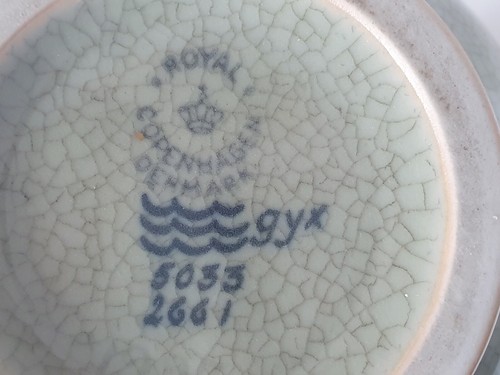 ROYAL
COPENHAGEN
DENMARK
gyx
5033
2661